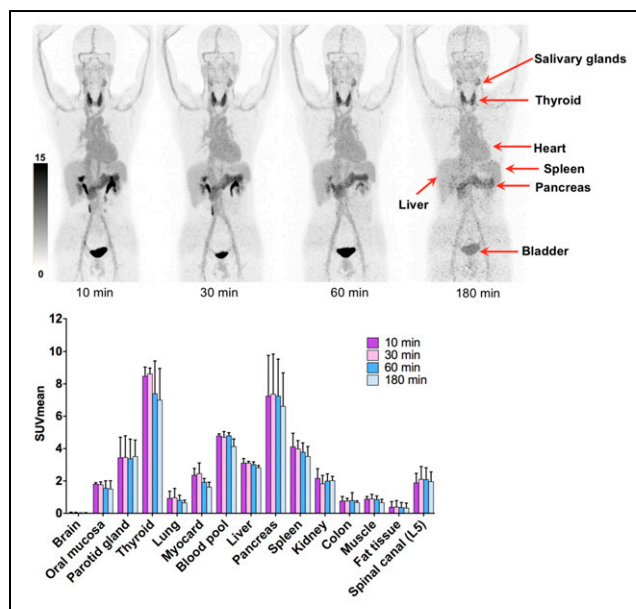 Salivary glands
Thyroid
Heart
Spleen
Pancreas
Liver
Bladder
15
0
10 min
30 min
60 min
180 min
12
10
8
6
4
2
0
SUVmean
10 min
30 min
60 min
180 min
Brain
Oral mucosa
Parotid gland
Thyroid
Lung
Myocard
Blood pool
Liver
Pancreas
Spleen
Kidney
Colon
Muscle
Fat tissue
Spinal canal (L5)